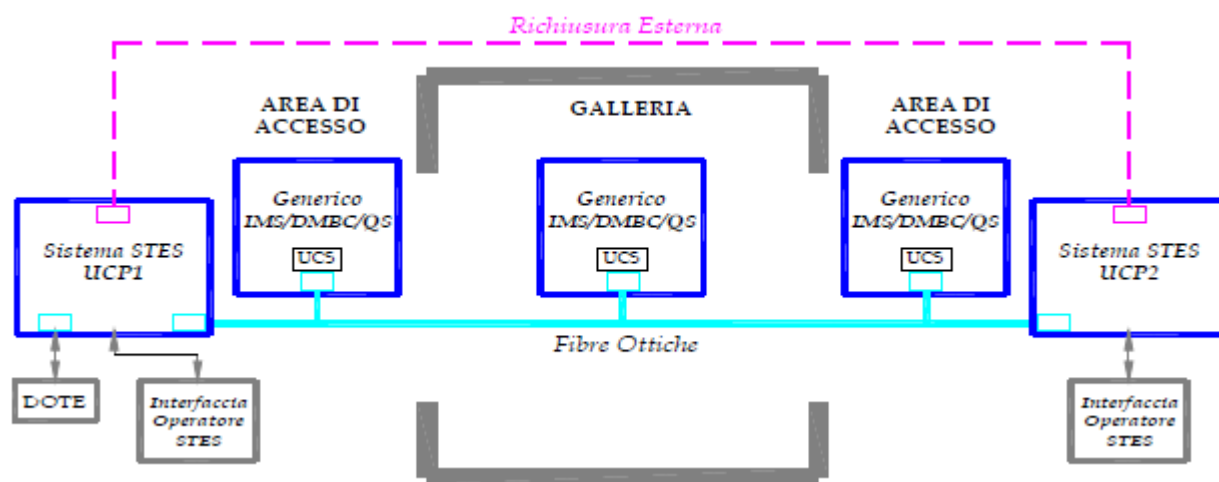 Richiusura Esterna
AREA DI
ACCESSO
GALLERIA
AREA DI
ACCESSO
Generico
IMS/DMBC/QS
UCS
Generico
IMS/DMBC/QS
UCS
Generico
IMS/DMBC/QS
UCS
Sistema STES
UCP1
Sistema STES
UCP2
Fibre Ottiche
DOTE
Interfaccia
Operatore
STES
Interfaccia
Operatore
STES